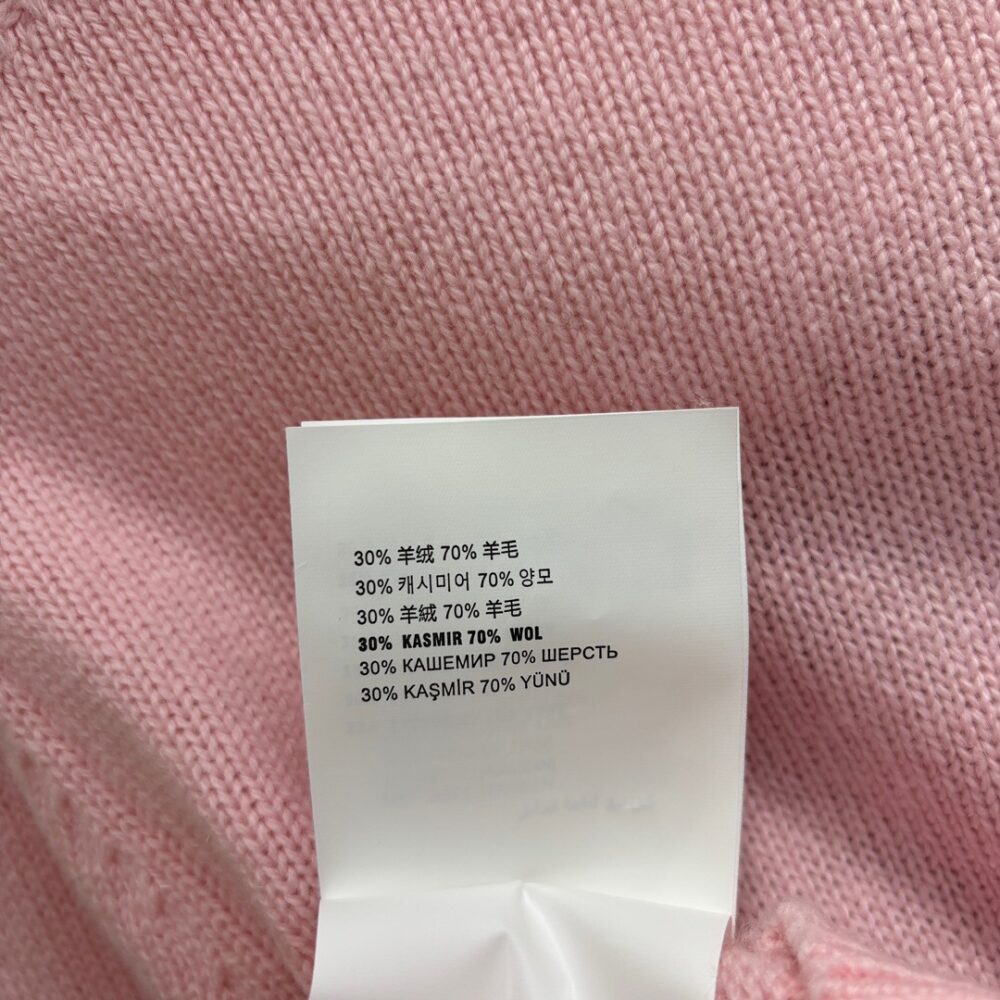 30% 羊绒 70% 羊毛
30% 캐시미어 70% 양모
30% 羊絨 70% 羊毛
30% KASMIR 70% WOL
30% КАШЕМИР 70% ШЕРСТЬ
30% KAŞMİR 70% YÜNÜ